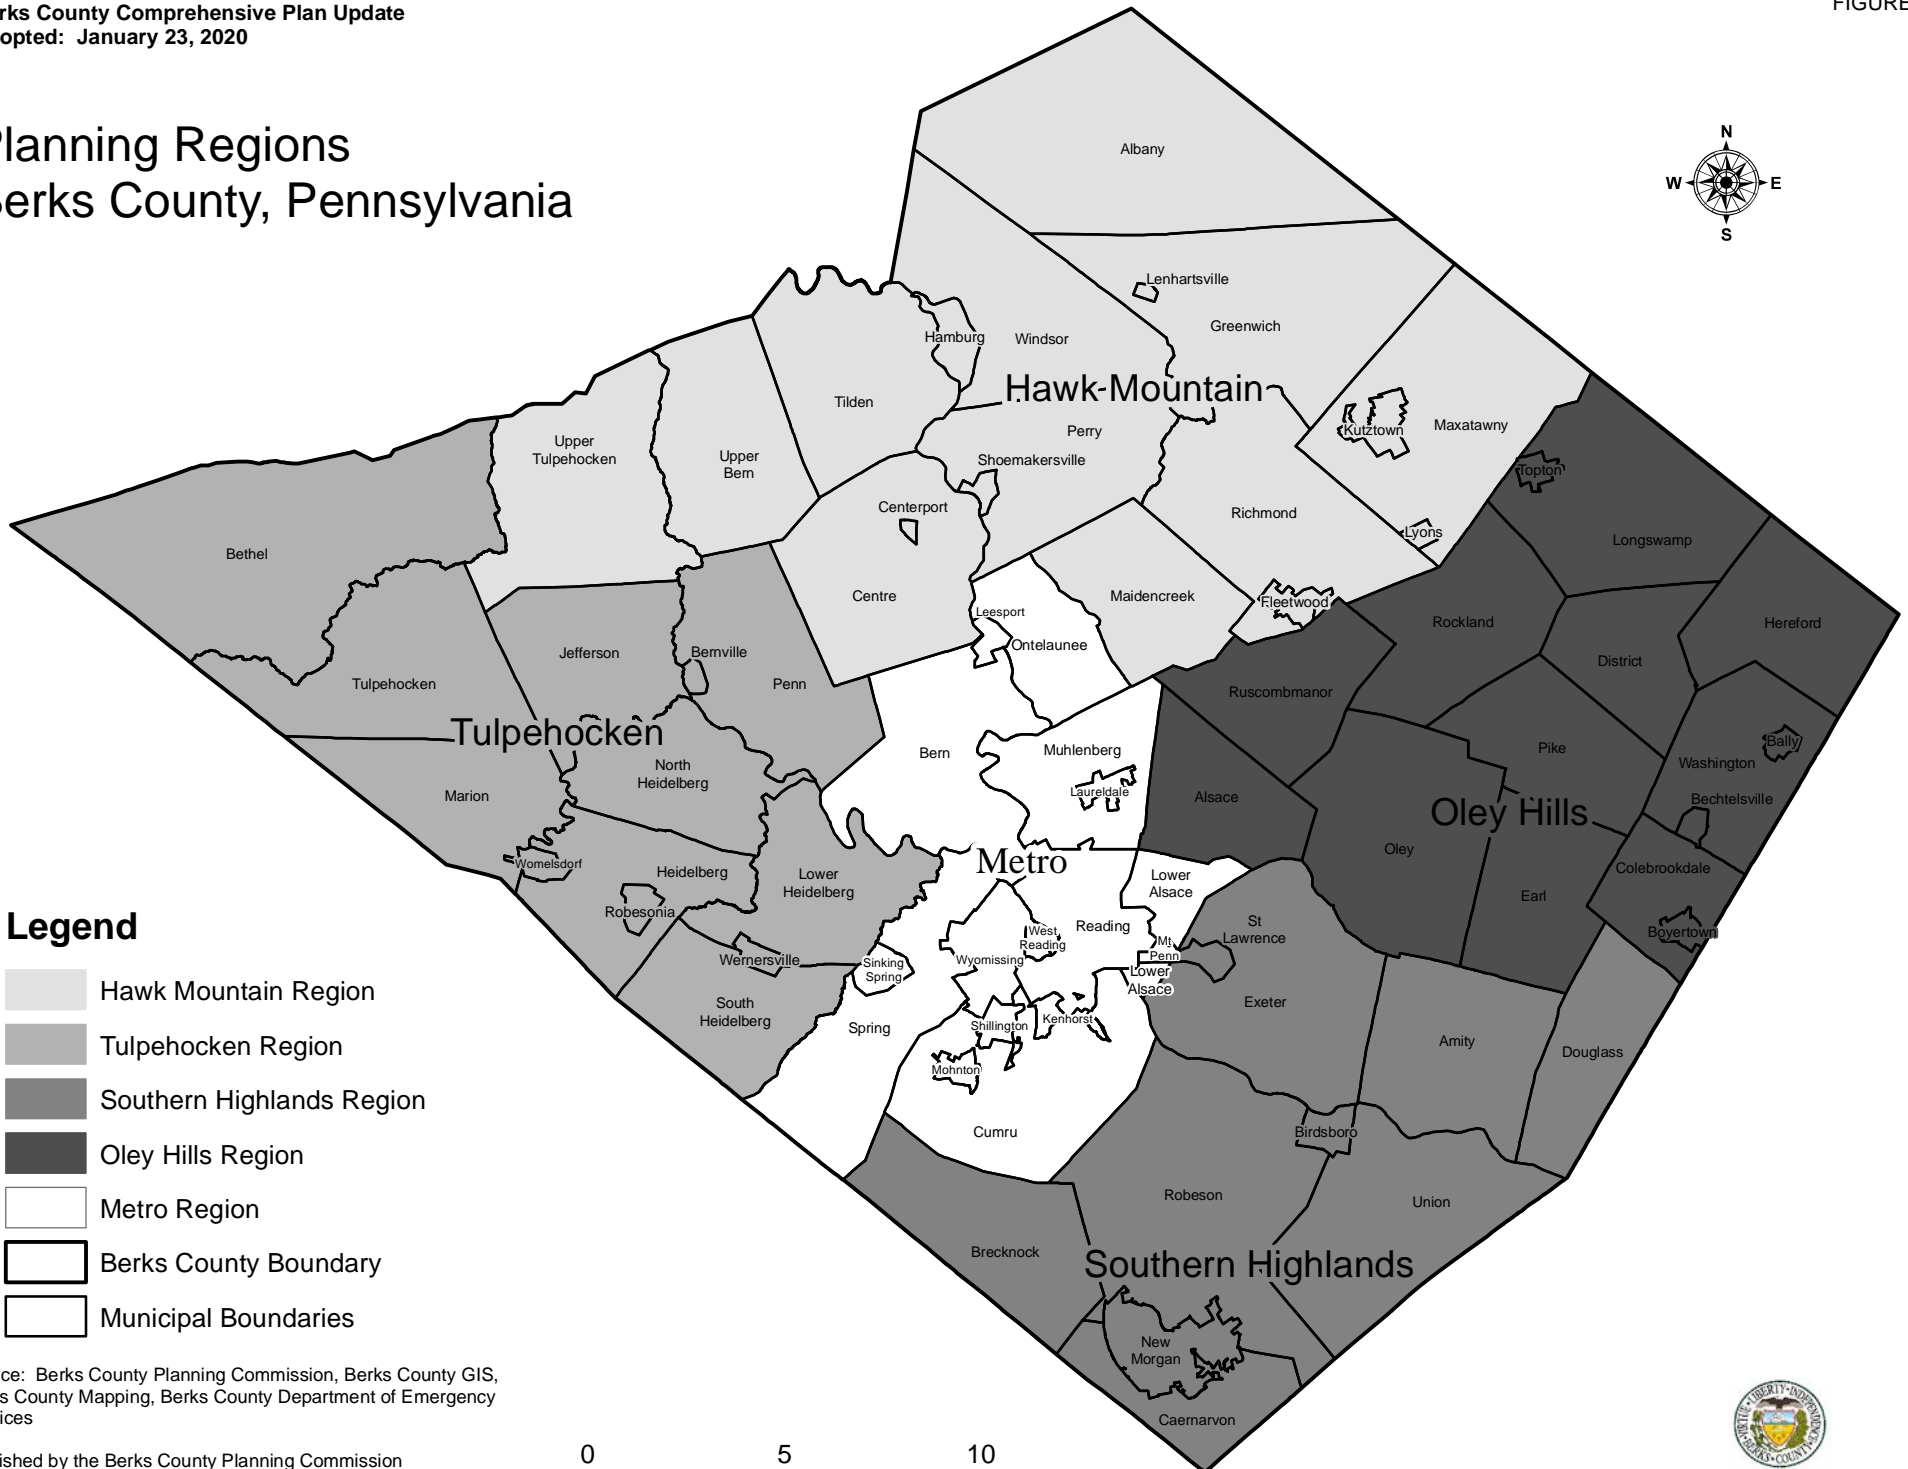 rks County Comprehensive Plan Update
opted: January 23, 2020
FIGURE
Planning Regions
Berks County, Pennsylvania
N
W
E
S
Albany
Lenhartsville
Greenwich
Hamburg
Windsor
Hawk Mountain
Tilden
Perry
Kutztown
Maxatawny
Upper
Tulpehocken
Upper
Bern
Shoemakersville
Topton
Centerport
Richmond
Lyons
Longswamp
Bethel
Centre
Maidencreek
Fleetwood
Leesport
Rockland
Hereford
Ontelaunee
Jefferson
Bernville
District
Tulpehocken
Penn
Ruscombmanor
Tulpehocken
Bern
Muhlenberg
Pike
Bally
Washington
North
Heidelberg
Marion
Laureldale
Alsace
Bechtelsville
Oley Hills
Oley
Metro
Womelsdorf
Heidelberg
Lower
Heidelberg
Lower
Alsace
Colebrookdale
Earl
Robesonia
Reading
St
Lawrence
West
Reading
Boyertown
Mt
Penn
Wernersville
Sinking
Spring
Wyomissing
Lower
Alsace
Exeter
South
Heidelberg
Spring
Shillington
Kenhorst
Amity
Douglass
Mohnton
Cumru
Birdsboro
Robeson
Union
Brecknock
Southern Highlands
New
Morgan
Caernarvon
Legend
Hawk Mountain Region
Tulpehocken Region
Southern Highlands Region
Oley Hills Region
Metro Region
Berks County Boundary
Municipal Boundaries
ce: Berks County Planning Commission, Berks County GIS,
s County Mapping, Berks County Department of Emergency
ices
ished by the Berks County Planning Commission
0 5 10
VIRTUE LIBERTY INDEPENDENCE
BERKS COUNTY